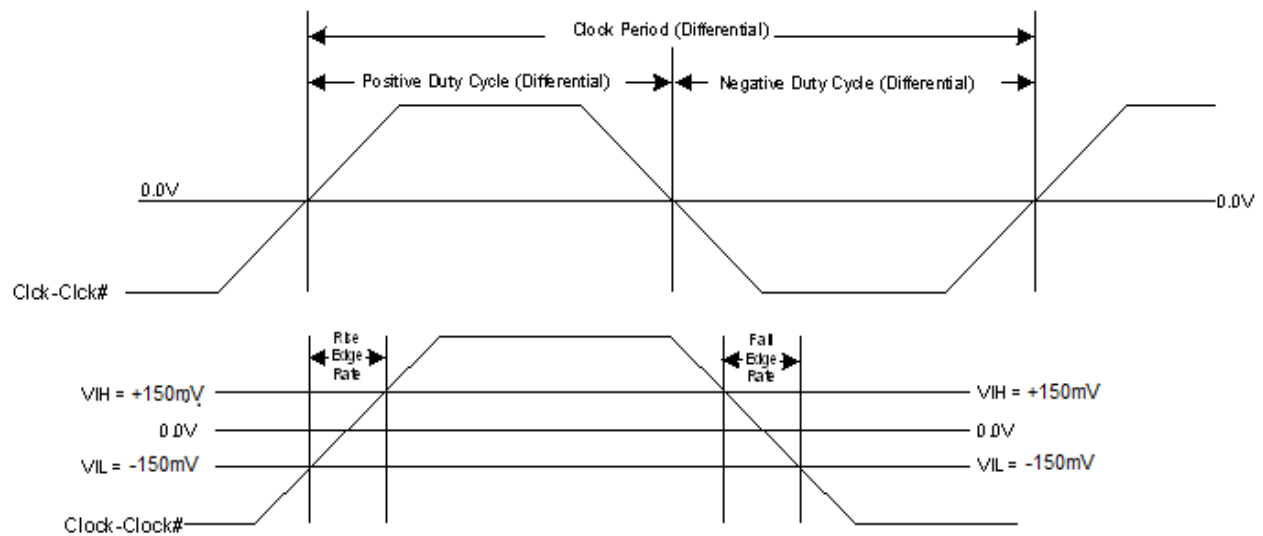 Clock Period (Differential)
Positive Duty Cycle (Differential)
Negative Duty Cycle (Differential)
0.0V
0.0V
Clck-Clck#
Rise
Edge
Rate
Fall
Edge
Rate
VIH = +150mV
VIH = +150mV
0.0V
0.0V
VIL = -150mV
VIL = -150mV
Clock-Clock#